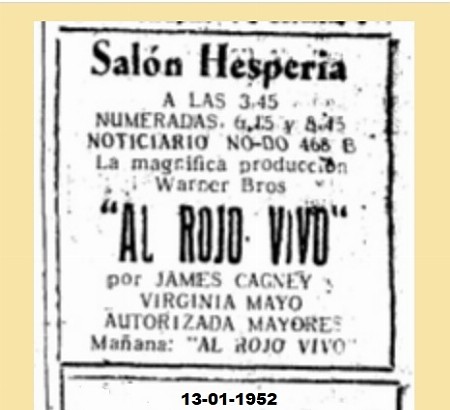 Salón Hesperia
A LAS 3,45
NUMERADAS, 6,15 y 8,45
NOTICIARIO NO-DO 468 B
La magnifica producción
Warner Bros
"AL ROJO VIVO"
por JAMES CAGNEY y
VIRGINIA MAYO
AUTORIZADA MAYORES
Mañana: "AL ROJO VIVO"
13-01-1952